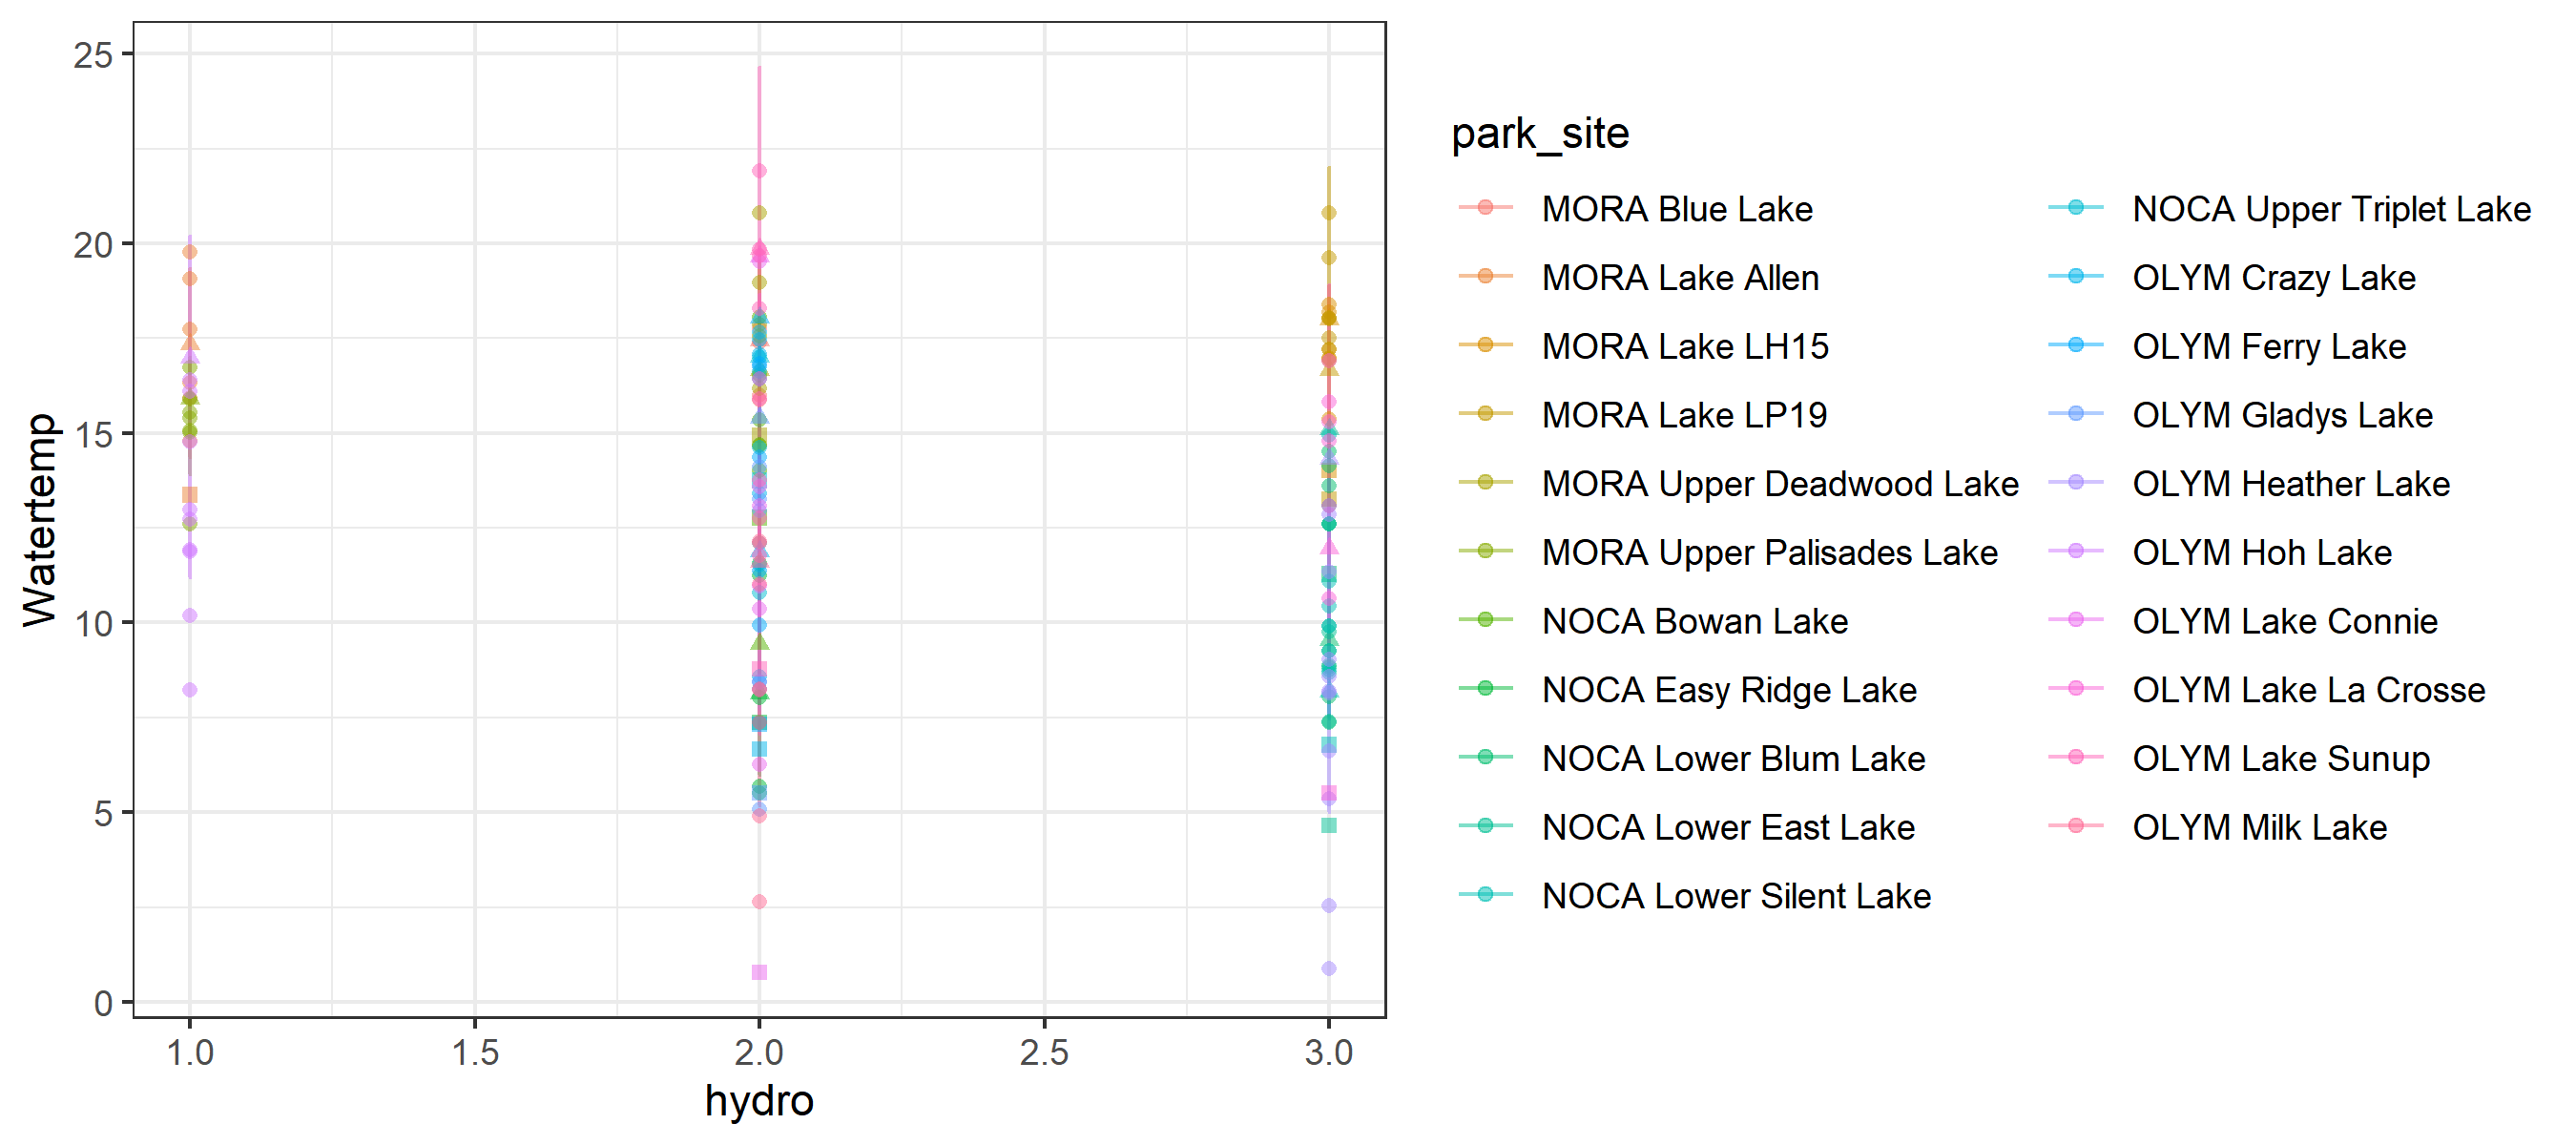 25
20
15
10
5
0
Watertemp
1.0 1.5 2.0 2.5 3.0
hydro
park_site
MORA Blue Lake
MORA Lake Allen
MORA Lake LH15
MORA Lake LP19
MORA Upper Deadwood Lake
MORA Upper Palisades Lake
NOCA Bowan Lake
NOCA Easy Ridge Lake
NOCA Lower Blum Lake
NOCA Lower East Lake
NOCA Lower Silent Lake
NOCA Upper Triplet Lake
OLYM Crazy Lake
OLYM Ferry Lake
OLYM Gladys Lake
OLYM Heather Lake
OLYM Hoh Lake
OLYM Lake Connie
OLYM Lake La Crosse
OLYM Lake Sunup
OLYM Milk Lake